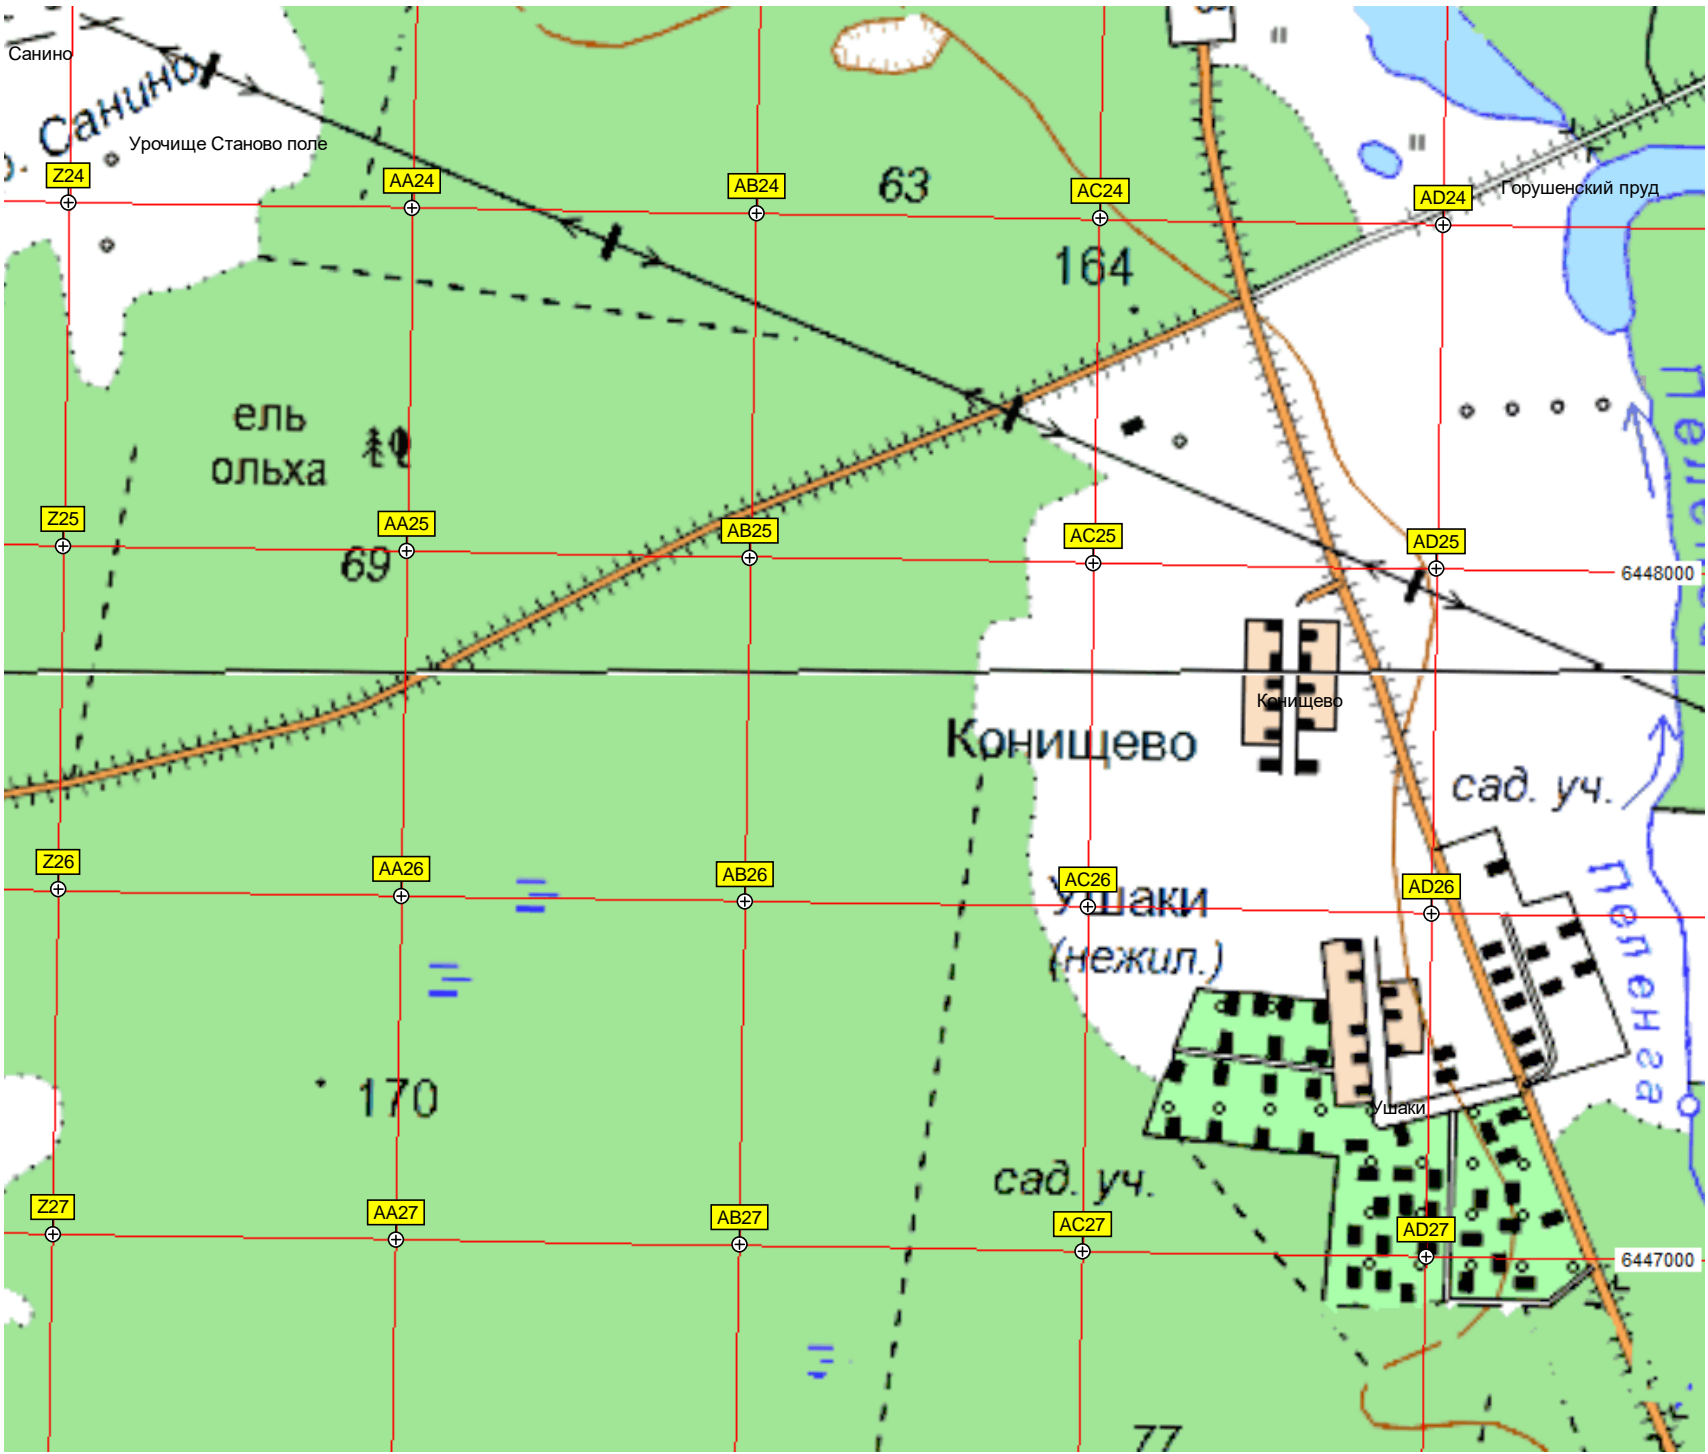 Санино
Санино
Урочище Станово поле
Z24
AA24
AB24
63
AC24
AD24
Горушенский пруд
164
ель
ольха
Z25
AA25
69
AB25
AC25
AD25
6448000
Конищево
Конищево
сад. уч.
Z26
AA26
AB26
AC26
AD26
Ушаки
(нежил.)
Пеленга
170
Ушаки
сад. уч.
Z27
AA27
AB27
AC27
AD27
6447000
77